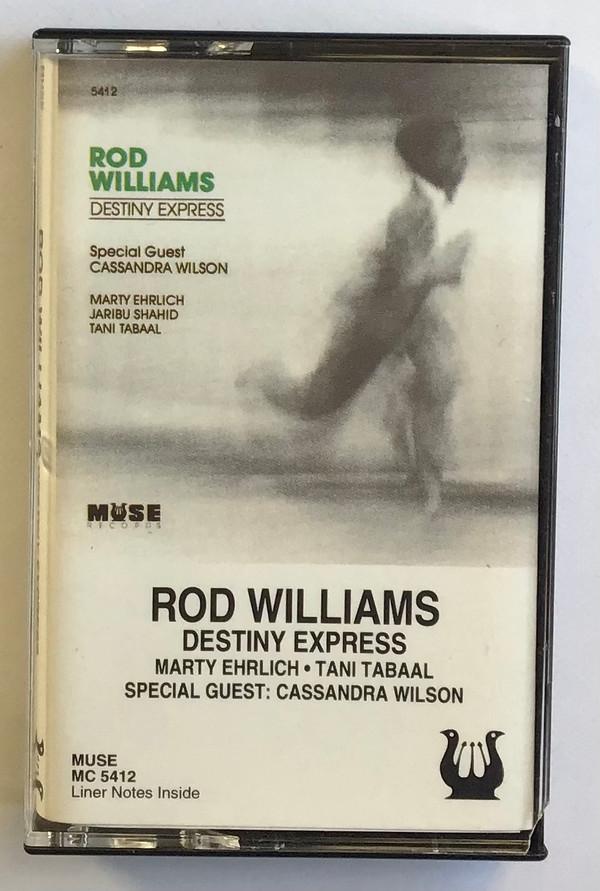 5412
ROD
WILLIAMS
DESTINY EXPRESS
Special Guest
CASSANDRA WILSON
MARTY EHRLICH
JARIBU SHAHID
TANI TABAAL
MUSE
RECORDS
ROD WILLIAMS
DESTINY EXPRESS
MARTY EHRLICH • TANI TABAAL
SPECIAL GUEST: CASSANDRA WILSON
MUSE
MC 5412
Liner Notes Inside